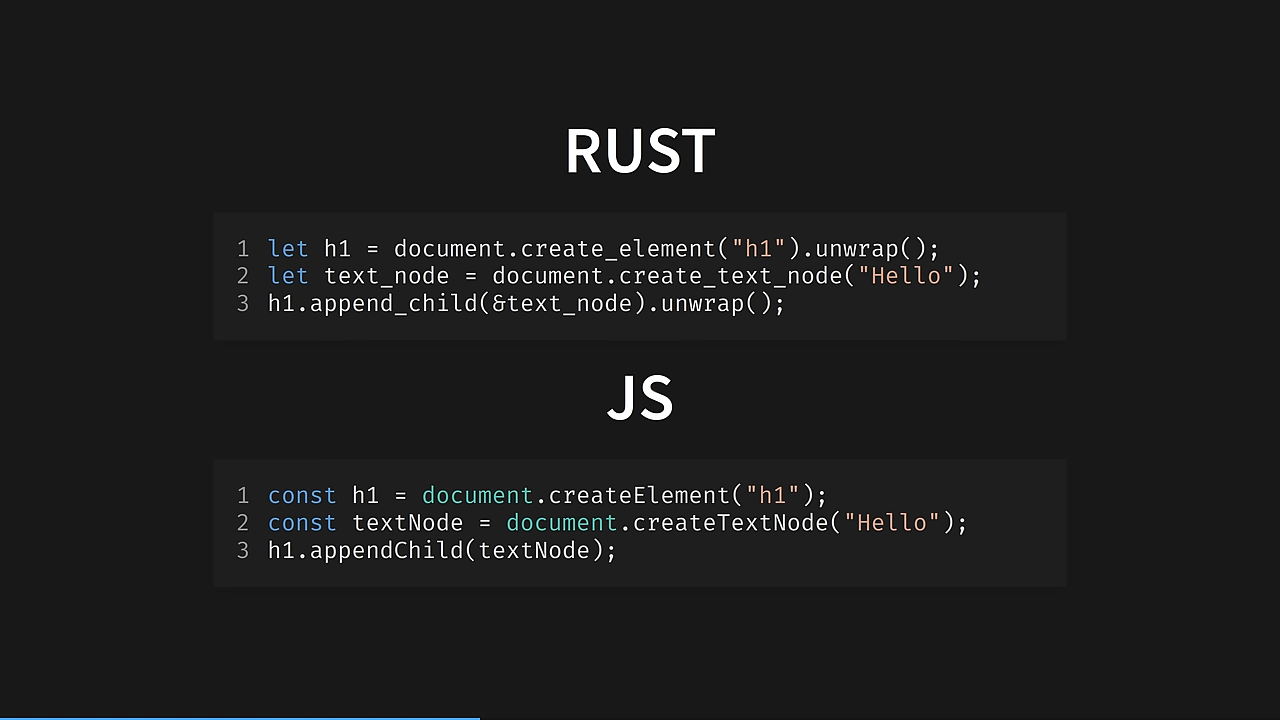 RUST
1 let h1 = document.create_element("h1").unwrap();
2 let text_node = document.create_text_node("Hello");
3 h1.append_child(&text_node).unwrap();
JS
1 const h1 = document.createElement("h1");
2 const textNode = document.createTextNode("Hello");
3 h1.appendChild(textNode);